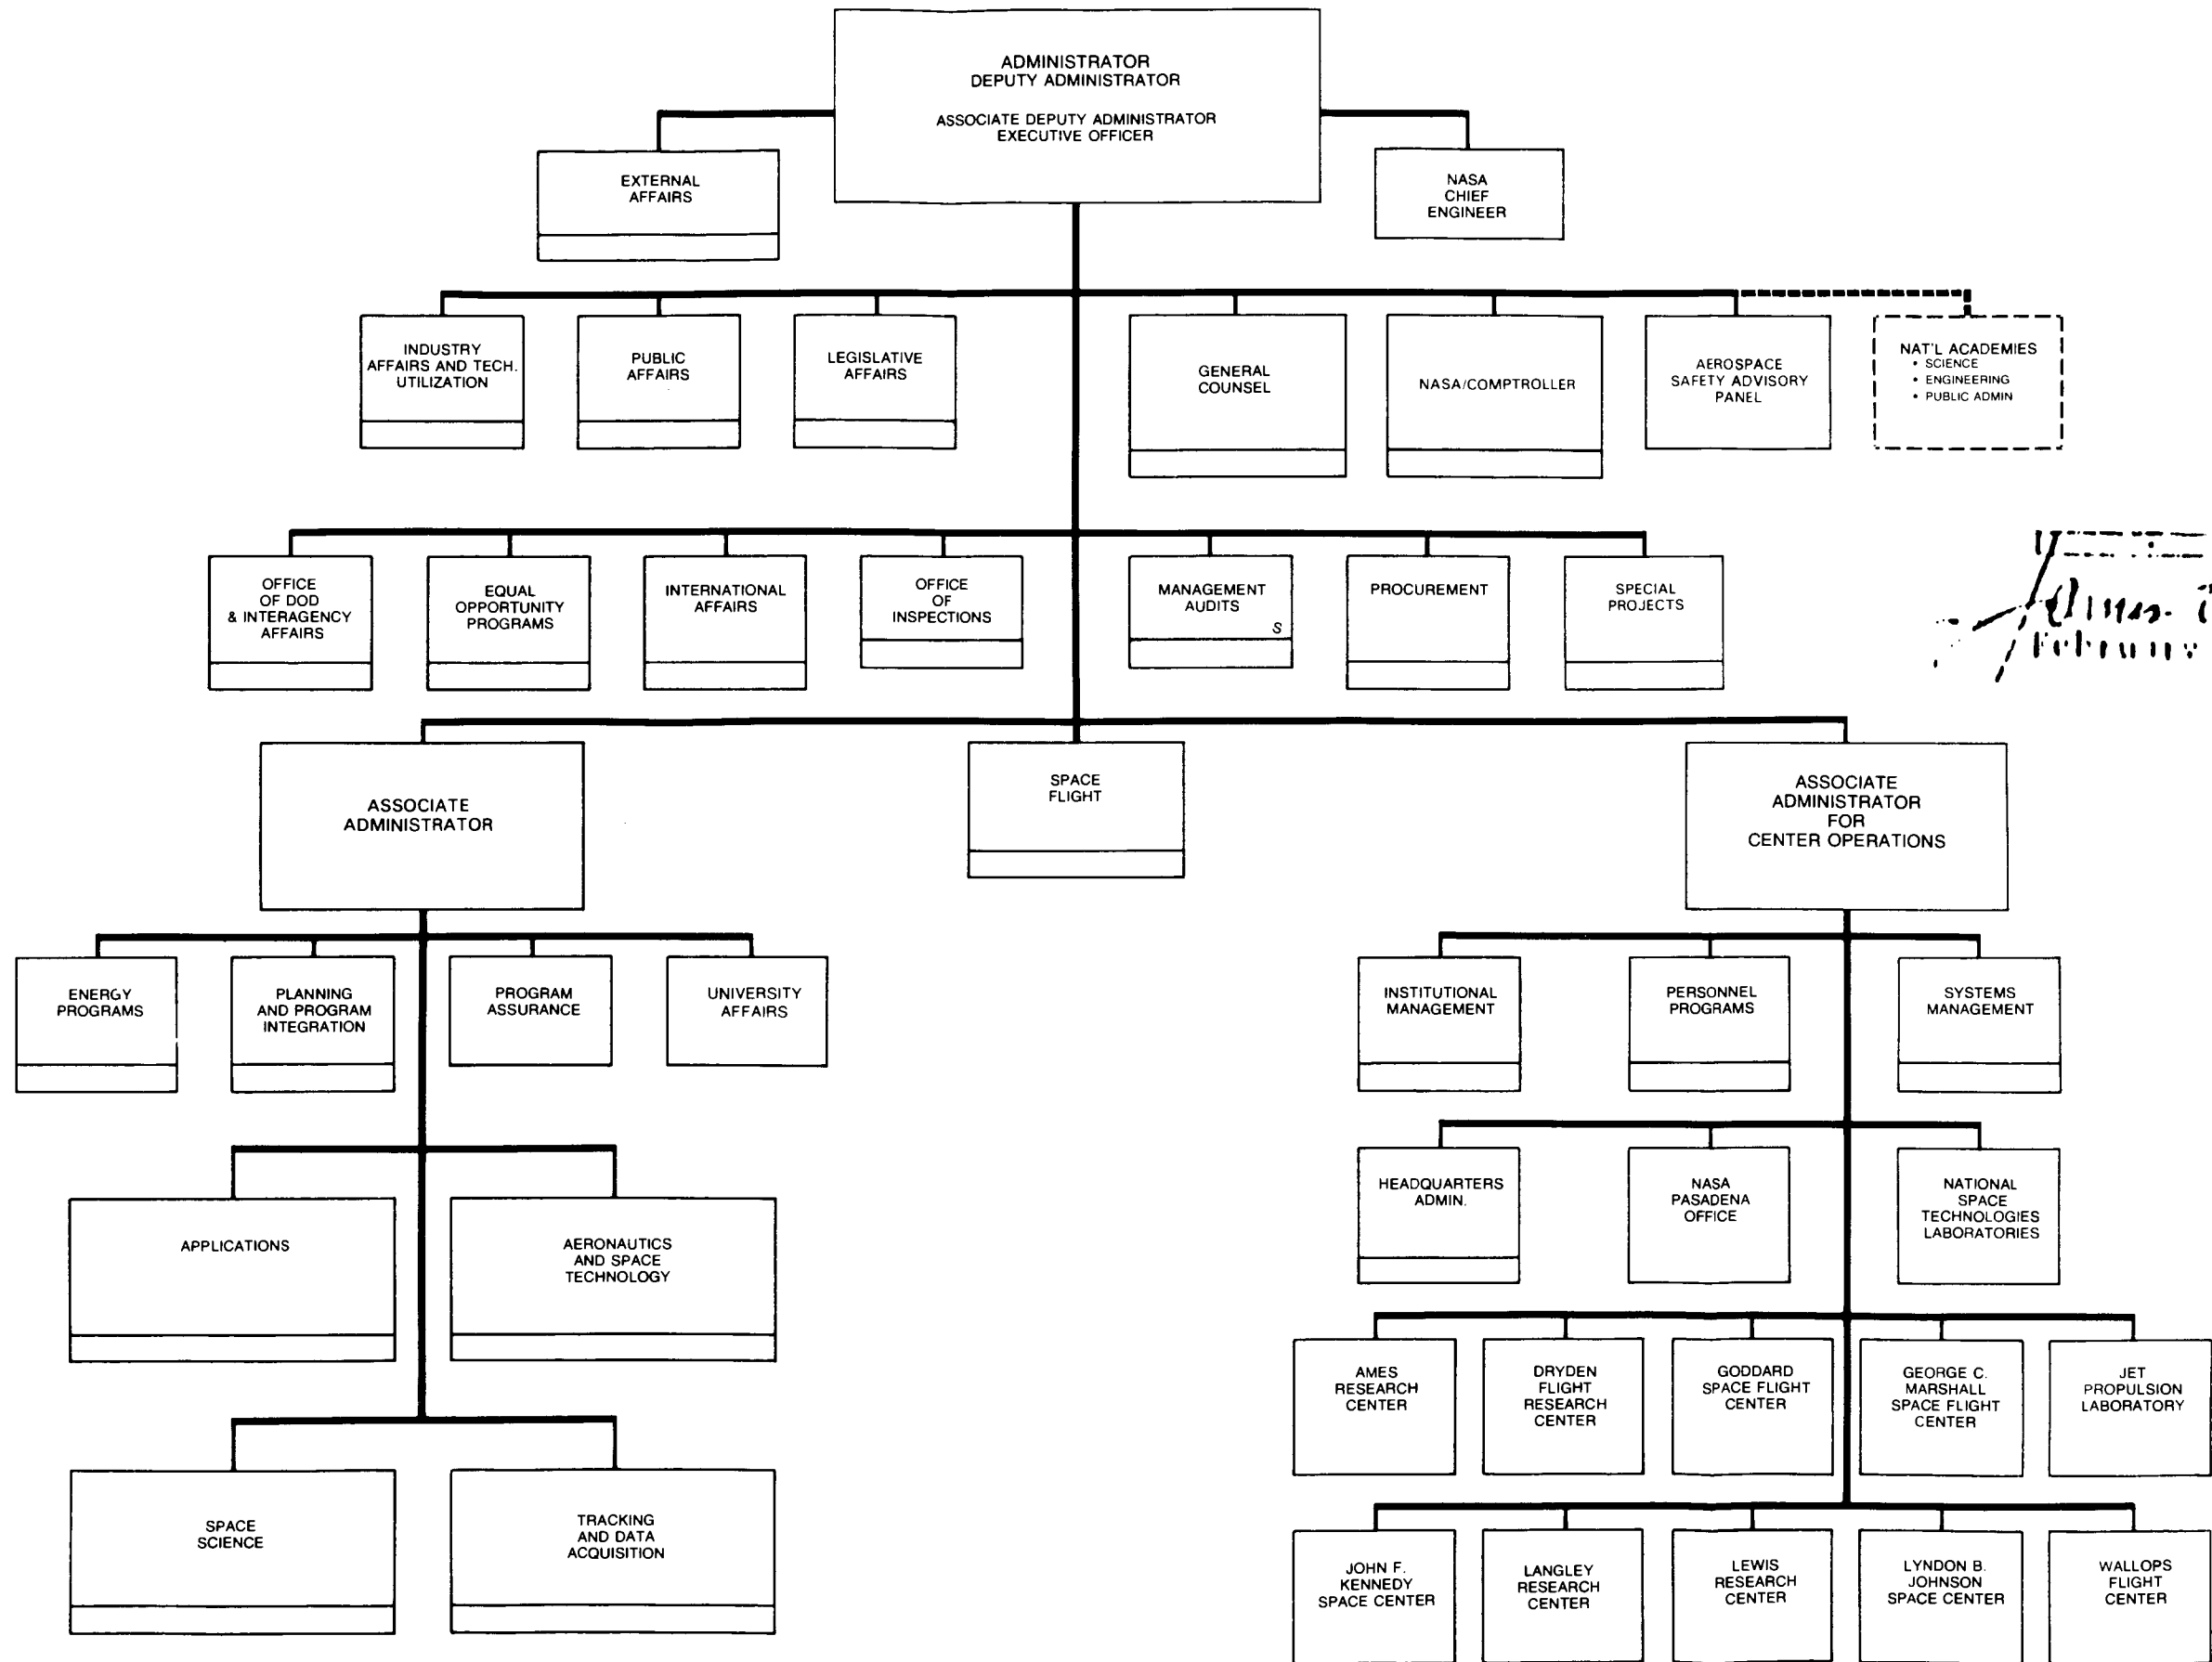 ADMINISTRATOR
DEPUTY ADMINISTRATOR
ASSOCIATE DEPUTY ADMINISTRATOR
EXECUTIVE OFFICER
EXTERNAL
AFFAIRS
NASA
CHIEF
ENGINEER
INDUSTRY
AFFAIRS AND TECH.
UTILIZATION
PUBLIC
AFFAIRS
LEGISLATIVE
AFFAIRS
GENERAL
COUNSEL
NASA/COMPTROLLER
AEROSPACE
SAFETY ADVISORY
PANEL
NAT'L ACADEMIES
• SCIENCE
• ENGINEERING
• PUBLIC ADMIN
OFFICE
OF DOD
& INTERAGENCY
AFFAIRS
EQUAL
OPPORTUNITY
PROGRAMS
INTERNATIONAL
AFFAIRS
OFFICE
OF
INSPECTIONS
MANAGEMENT
AUDITS
S
PROCUREMENT
SPECIAL
PROJECTS
ASSOCIATE
ADMINISTRATOR
SPACE
FLIGHT
ASSOCIATE
ADMINISTRATOR
FOR
CENTER OPERATIONS
ENERGY
PROGRAMS
PLANNING
AND PROGRAM
INTEGRATION
PROGRAM
ASSURANCE
UNIVERSITY
AFFAIRS
INSTITUTIONAL
MANAGEMENT
PERSONNEL
PROGRAMS
SYSTEMS
MANAGEMENT
HEADQUARTERS
ADMIN.
NASA
PASADENA
OFFICE
NATIONAL
SPACE
TECHNOLOGIES
LABORATORIES
APPLICATIONS
AERONAUTICS
AND SPACE
TECHNOLOGY
AMES
RESEARCH
CENTER
DRYDEN
FLIGHT
RESEARCH
CENTER
GODDARD
SPACE FLIGHT
CENTER
GEORGE C.
MARSHALL
SPACE FLIGHT
CENTER
JET
PROPULSION
LABORATORY
SPACE
SCIENCE
TRACKING
AND DATA
ACQUISITION
JOHN F.
KENNEDY
SPACE CENTER
LANGLEY
RESEARCH
CENTER
LEWIS
RESEARCH
CENTER
LYNDON B.
JOHNSON
SPACE CENTER
WALLOPS
FLIGHT
CENTER